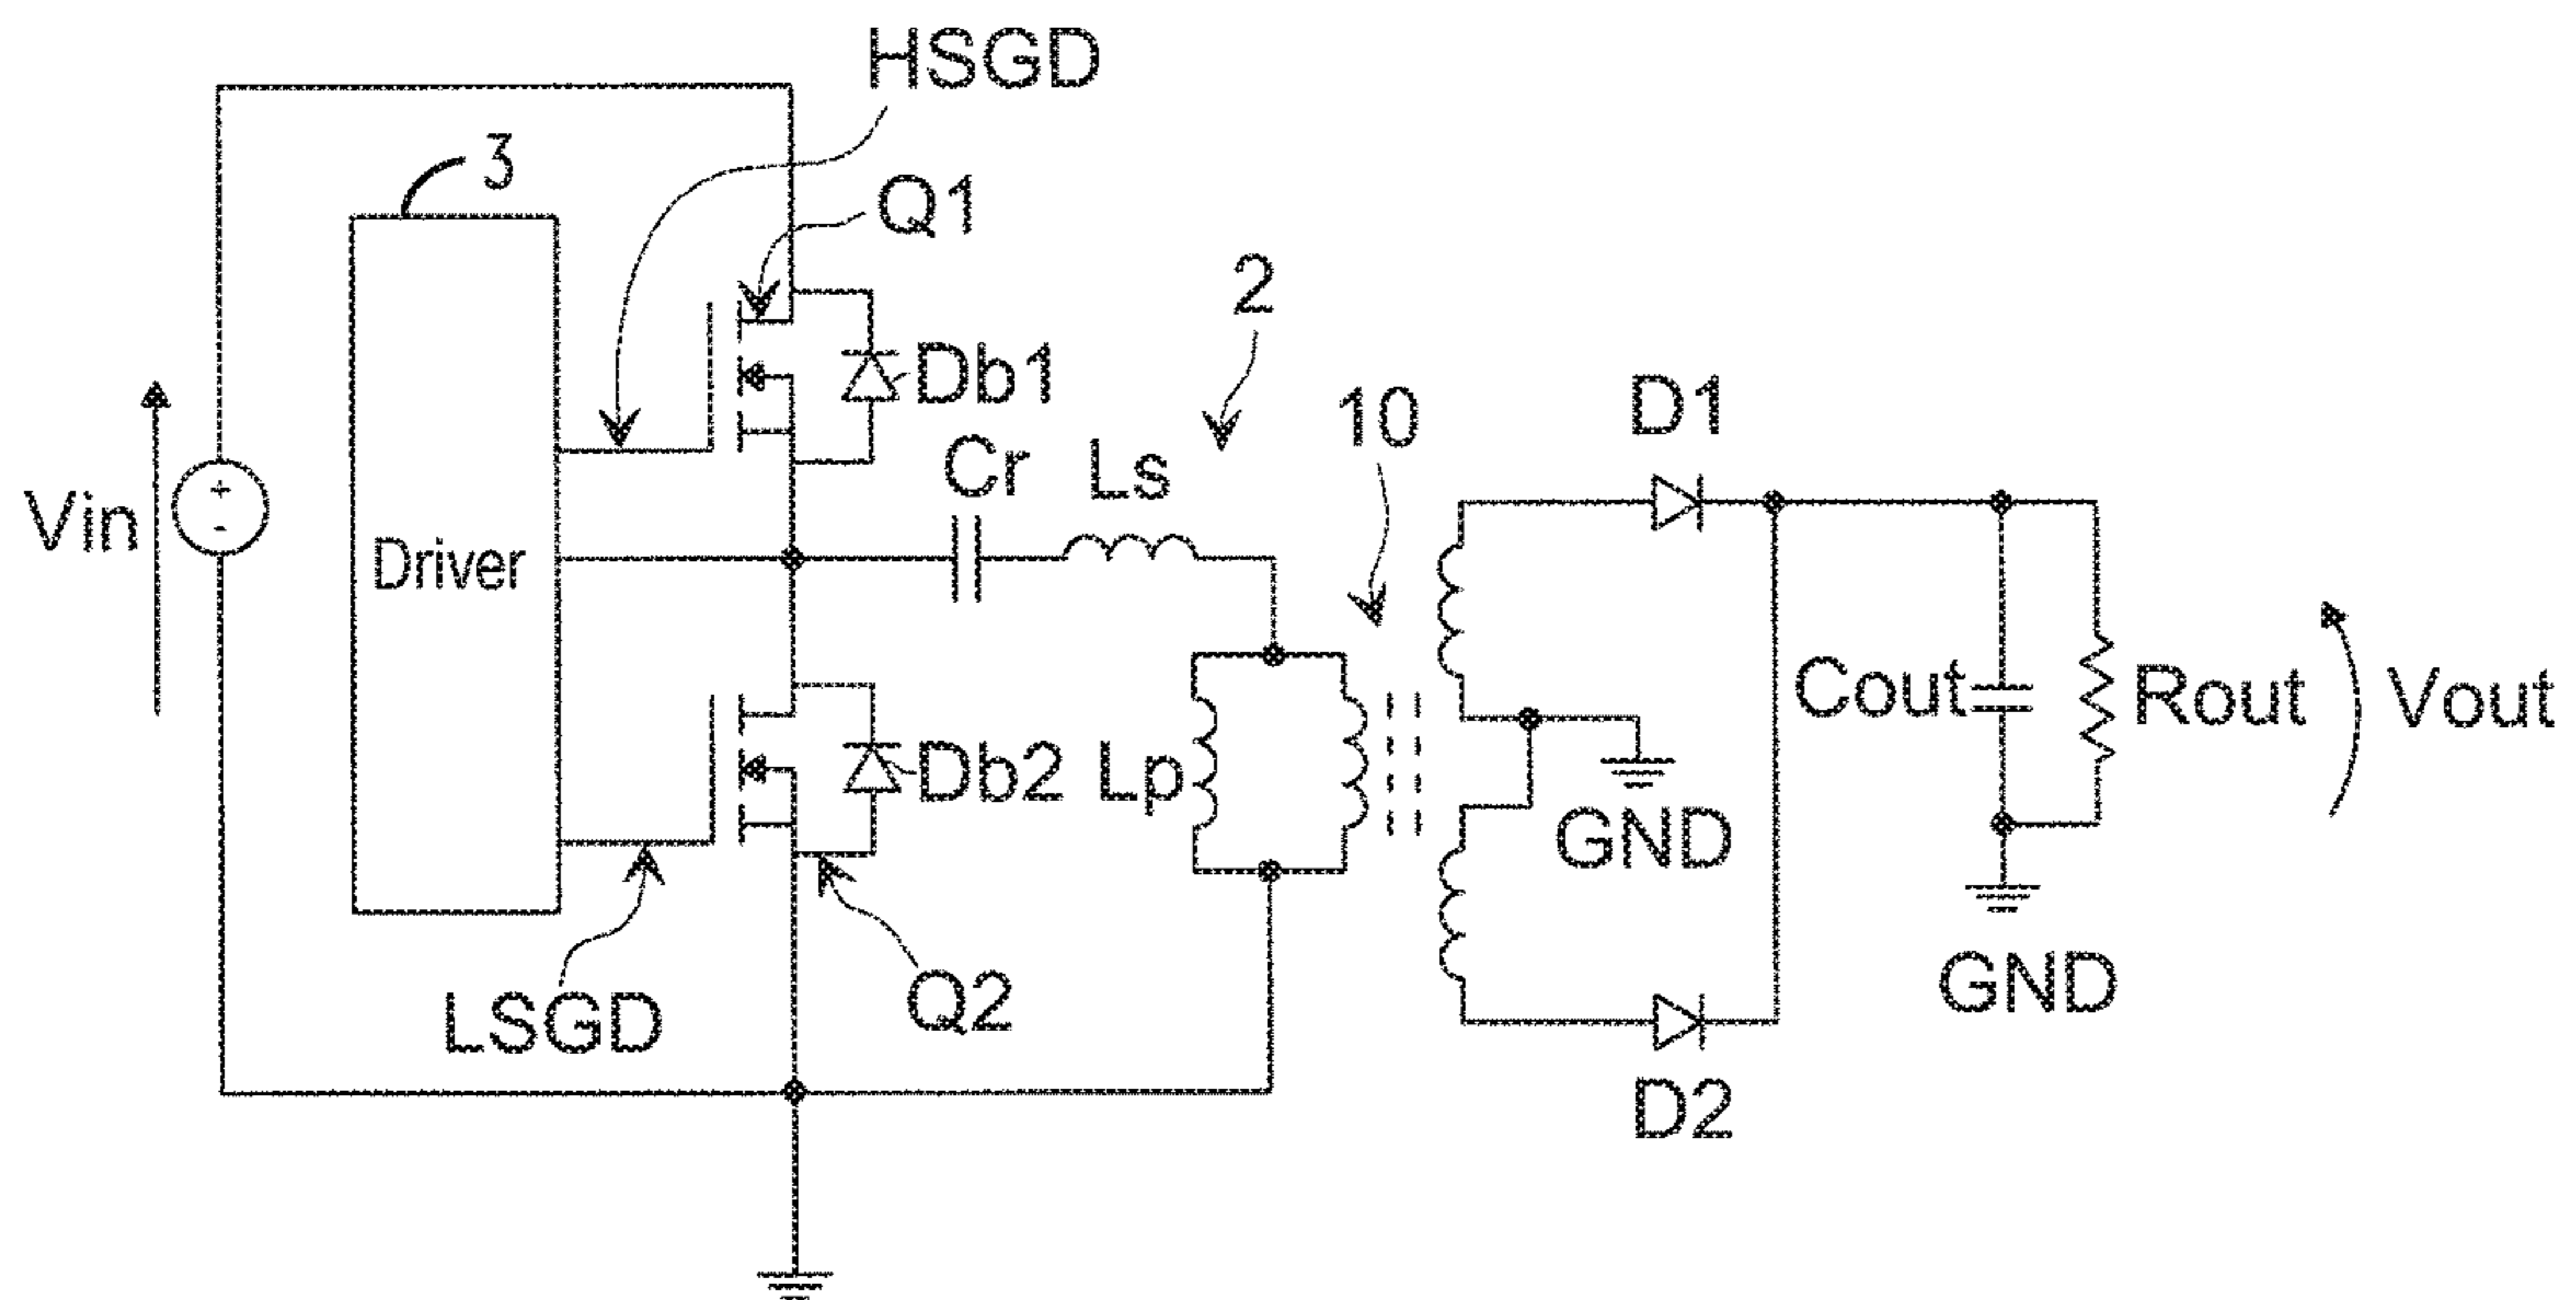 HSGD
3
Q1
2
Db1
D1
10
Cr
Ls
+
-
Vin
Driver
Cout
Rout
Vout
Db2
Lp
GND
LSGD
Q2
GND
D2